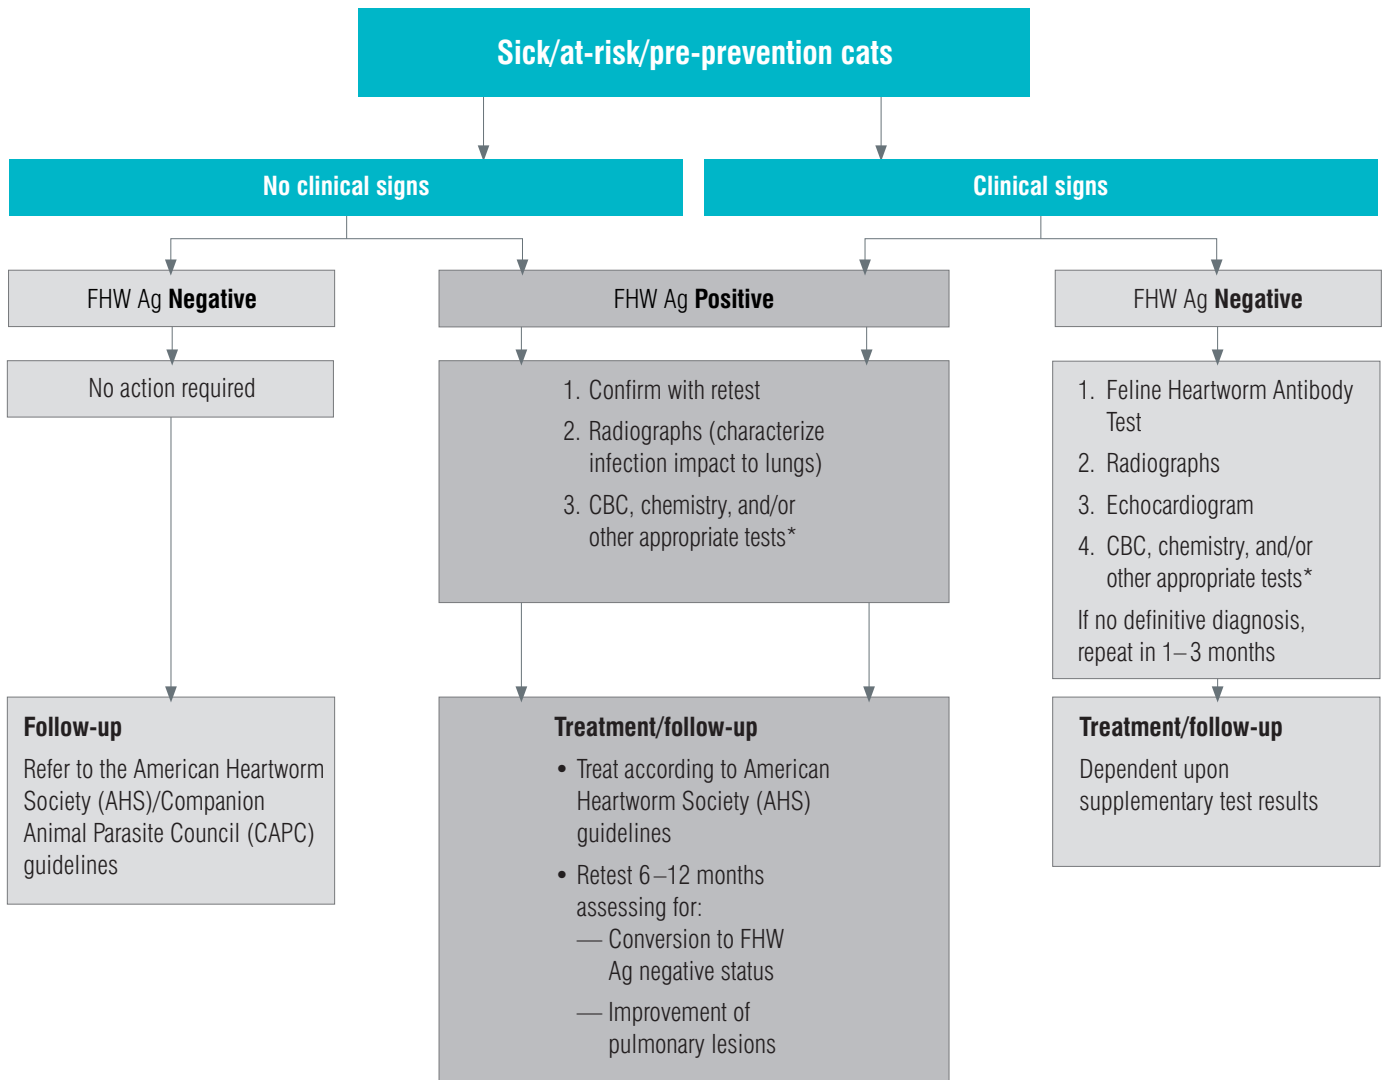 Sick/at-risk/pre-prevention cats
No clinical signs
Clinical signs
FHW Ag Negative
FHW Ag Positive
FHW Ag Negative
No action required
1. Confirm with retest
2. Radiographs (characterize
infection impact to lungs)
3. CBC, chemistry, and/or
other appropriate tests*
1. Feline Heartworm Antibody
Test
2. Radiographs
3. Echocardiogram
4. CBC, chemistry, and/or
other appropriate tests*
If no definitive diagnosis,
repeat in 1–3 months
Follow-up
Refer to the American Heartworm
Society (AHS)/Companion
Animal Parasite Council (CAPC)
guidelines
Treatment/follow-up
• Treat according to American
Heartworm Society (AHS)
guidelines
• Retest 6–12 months
assessing for:
— Conversion to FHW
Ag negative status
— Improvement of
pulmonary lesions
Treatment/follow-up
Dependent upon
supplementary test results